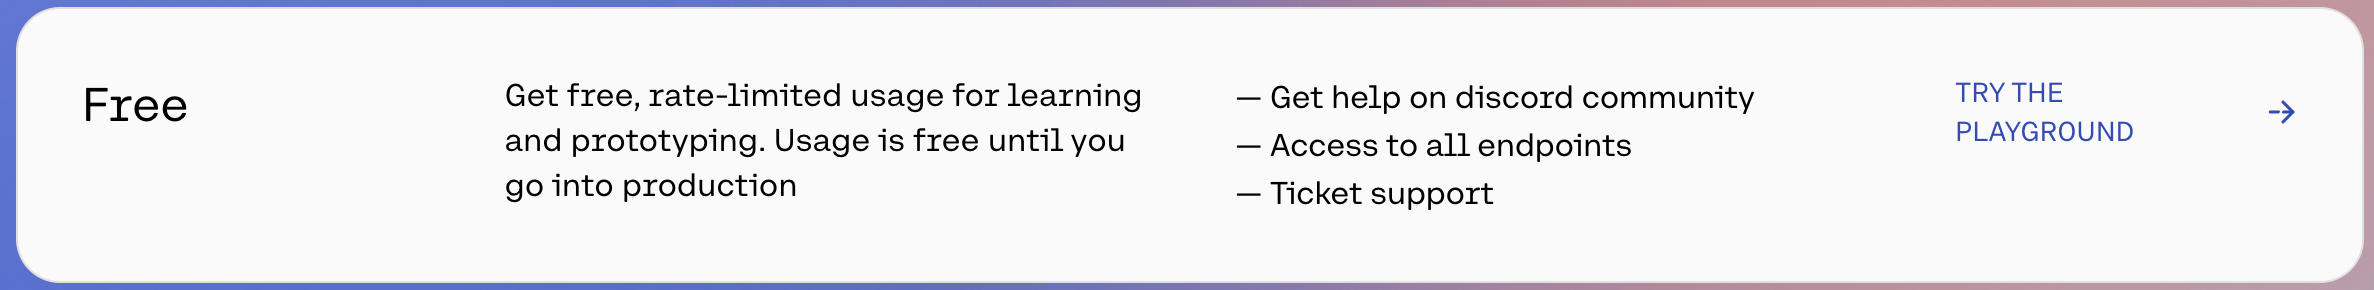 Free
Get free, rate-limited usage for learning
and prototyping. Usage is free until you
go into production
— Get help on discord community
— Access to all endpoints
— Ticket support
TRY THE
PLAYGROUND